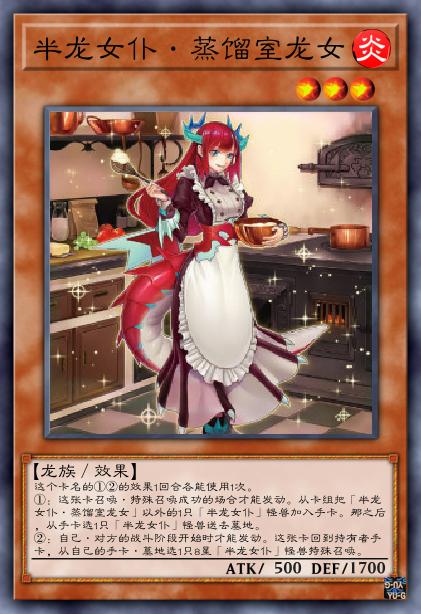 半龙女仆・蒸馏室龙女
炎
【龙族／效果】
这个卡名的①②的效果1回合各能使用1次。
①：这张卡召唤・特殊召唤成功的场合才能发动。从卡组把「半龙女
仆・蒸馏室龙女」以外的1只「半龙女仆」怪兽加入手卡。那之后
，从手卡选1只「半龙女仆」怪兽送去墓地。
②：自己・对方的战斗阶段开始时才能发动。这张卡回到持有者手
卡，从自己的手卡・墓地选1只8星「半龙女仆」怪兽特殊召唤。
ATK/ 500 DEF/1700
YU-G